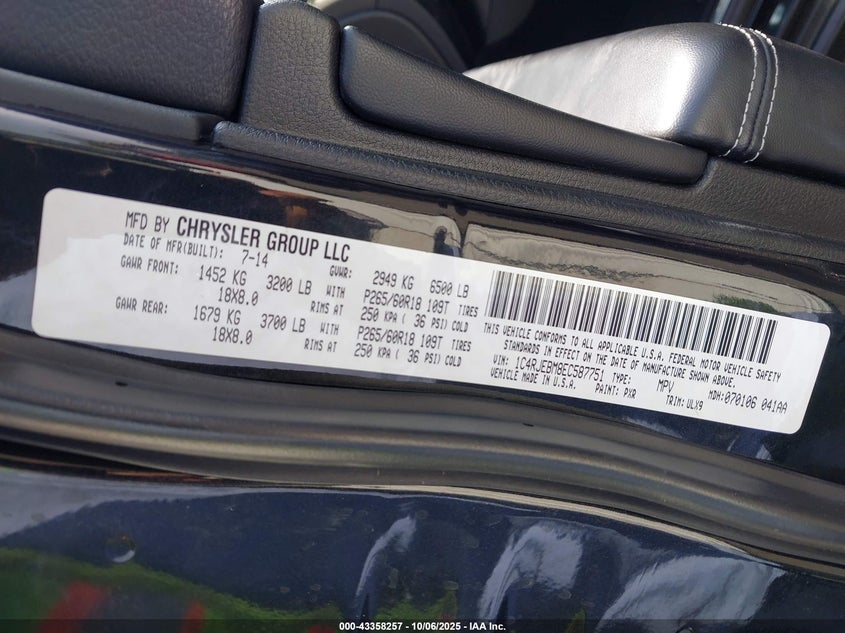 MFD BY CHRYSLER GROUP LLC
DATE OF MFR(BUILT): 7-14 GVWR: 2949 KG 6500 LB
GAWR FRONT: 1452 KG 3200 LB WITH P265/60R18 109T TIRES
18X8.0 RIMS AT 250 KPA ( 36 PSI) COLD
GAWR REAR: 1679 KG 3700 LB WITH P265/60R18 109T TIRES
18X8.0 RIMS AT 250 KPA ( 36 PSI) COLD
THIS VEHICLE CONFORMS TO ALL APPLICABLE U.S.A. FEDERAL MOTOR VEHICLE SAFETY
STANDARDS IN EFFECT ON THE DATE OF MANUFACTURE SHOWN ABOVE.
VIN: 1C4RJEBM8EC587751 TYPE: MPV MDH: 070106 041AA
VEHICLE MADE IN U.S.A. PAINT: PXR TRIM: ULX9
000-43358257 - 10/06/2025 - IAA Inc.